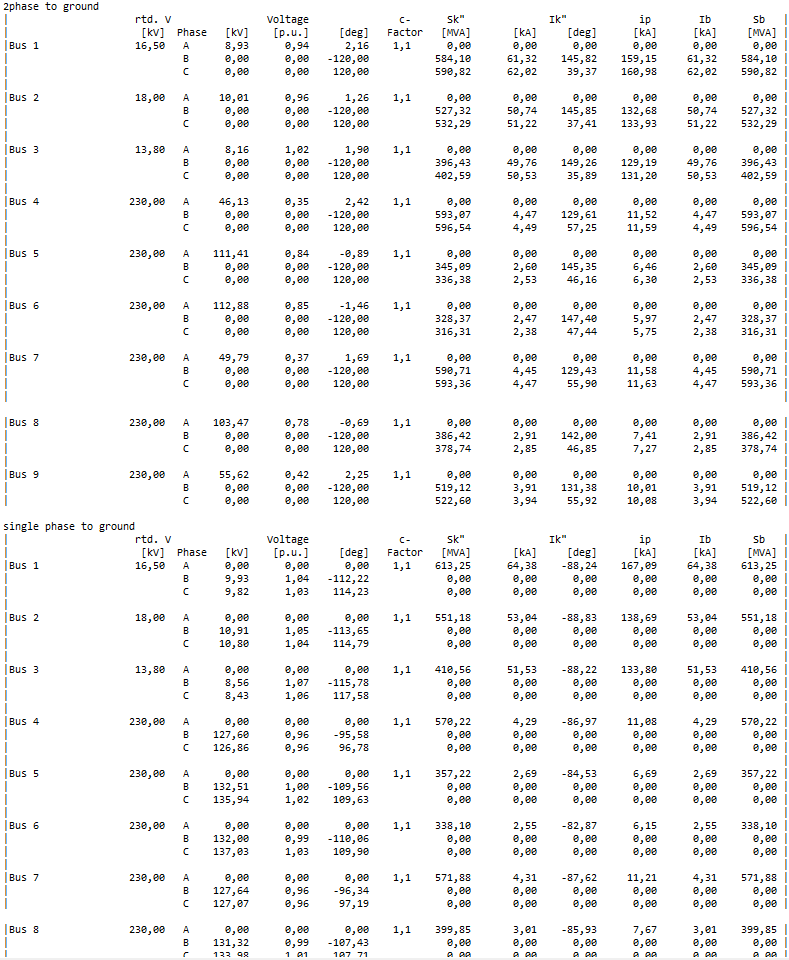 2phase to ground
rtd. V Voltage c- Sk" Ik" ip Ib Sb
[kV] Phase [kV] [p.u.] [deg] Factor [MVA] [kA] [deg] [kA] [kA] [MVA]
Bus 1 16,50 A 8,93 0,94 2,16 1,1 0,00 0,00 0,00 0,00 0,00 0,00
B 0,00 0,00 -120,00 584,10 61,32 145,82 159,15 61,32 584,10
C 0,00 0,00 120,00 590,82 62,02 39,37 160,98 62,02 590,82
Bus 2 18,00 A 10,01 0,96 1,26 1,1 0,00 0,00 0,00 0,00 0,00 0,00
B 0,00 0,00 -120,00 527,32 50,74 145,85 132,68 50,74 527,32
C 0,00 0,00 120,00 532,29 51,22 37,41 133,93 51,22 532,29
Bus 3 13,80 A 8,16 1,02 1,90 1,1 0,00 0,00 0,00 0,00 0,00 0,00
B 0,00 0,00 -120,00 396,43 49,76 149,26 129,19 49,76 396,43
C 0,00 0,00 120,00 402,59 50,53 35,89 131,20 50,53 402,59
Bus 4 230,00 A 46,13 0,35 2,42 1,1 0,00 0,00 0,00 0,00 0,00 0,00
B 0,00 0,00 -120,00 593,07 4,47 129,61 11,52 4,47 593,07
C 0,00 0,00 120,00 596,54 4,49 57,25 11,59 4,49 596,54
Bus 5 230,00 A 111,41 0,84 -0,89 1,1 0,00 0,00 0,00 0,00 0,00 0,00
B 0,00 0,00 -120,00 345,09 2,60 145,35 6,46 2,60 345,09
C 0,00 0,00 120,00 336,38 2,53 46,16 6,30 2,53 336,38
Bus 6 230,00 A 112,88 0,85 -1,46 1,1 0,00 0,00 0,00 0,00 0,00 0,00
B 0,00 0,00 -120,00 328,37 2,47 147,40 5,97 2,47 328,37
C 0,00 0,00 120,00 316,31 2,38 47,44 5,75 2,38 316,31
Bus 7 230,00 A 49,79 0,37 1,69 1,1 0,00 0,00 0,00 0,00 0,00 0,00
B 0,00 0,00 -120,00 590,71 4,45 129,43 11,58 4,45 590,71
C 0,00 0,00 120,00 593,36 4,47 55,90 11,63 4,47 593,36
Bus 8 230,00 A 103,47 0,78 -0,69 1,1 0,00 0,00 0,00 0,00 0,00 0,00
B 0,00 0,00 -120,00 386,42 2,91 142,00 7,41 2,91 386,42
C 0,00 0,00 120,00 378,74 2,85 46,85 7,27 2,85 378,74
Bus 9 230,00 A 55,62 0,42 2,25 1,1 0,00 0,00 0,00 0,00 0,00 0,00
B 0,00 0,00 -120,00 519,12 3,91 131,38 10,01 3,91 519,12
C 0,00 0,00 120,00 522,60 3,94 55,92 10,08 3,94 522,60
single phase to ground
rtd. V Voltage c- Sk" Ik" ip Ib Sb
[kV] Phase [kV] [p.u.] [deg] Factor [MVA] [kA] [deg] [kA] [kA] [MVA]
Bus 1 16,50 A 0,00 0,00 0,00 1,1 613,25 64,38 -88,24 167,09 64,38 613,25
B 9,93 1,04 -112,22 0,00 0,00 0,00 0,00 0,00 0,00
C 9,82 1,03 114,23 0,00 0,00 0,00 0,00 0,00 0,00
Bus 2 18,00 A 0,00 0,00 0,00 1,1 551,18 53,04 -88,83 138,69 53,04 551,18
B 10,91 1,05 -113,65 0,00 0,00 0,00 0,00 0,00 0,00
C 10,80 1,04 114,79 0,00 0,00 0,00 0,00 0,00 0,00
Bus 3 13,80 A 0,00 0,00 0,00 1,1 410,56 51,53 -88,22 133,80 51,53 410,56
B 8,56 1,07 -115,78 0,00 0,00 0,00 0,00 0,00 0,00
C 8,43 1,06 117,58 0,00 0,00 0,00 0,00 0,00 0,00
Bus 4 230,00 A 0,00 0,00 0,00 1,1 570,22 4,29 -86,97 11,08 4,29 570,22
B 127,60 0,96 -95,58 0,00 0,00 0,00 0,00 0,00 0,00
C 126,86 0,96 96,78 0,00 0,00 0,00 0,00 0,00 0,00
Bus 5 230,00 A 0,00 0,00 0,00 1,1 357,22 2,69 -84,53 6,69 2,69 357,22
B 132,51 1,00 -109,56 0,00 0,00 0,00 0,00 0,00 0,00
C 135,94 1,02 109,63 0,00 0,00 0,00 0,00 0,00 0,00
Bus 6 230,00 A 0,00 0,00 0,00 1,1 338,10 2,55 -82,87 6,15 2,55 338,10
B 132,00 0,99 -110,06 0,00 0,00 0,00 0,00 0,00 0,00
C 137,03 1,03 109,90 0,00 0,00 0,00 0,00 0,00 0,00
Bus 7 230,00 A 0,00 0,00 0,00 1,1 571,88 4,31 -87,62 11,21 4,31 571,88
B 127,64 0,96 -96,34 0,00 0,00 0,00 0,00 0,00 0,00
C 127,07 0,96 97,19 0,00 0,00 0,00 0,00 0,00 0,00
Bus 8 230,00 A 0,00 0,00 0,00 1,1 399,85 3,01 -85,93 7,67 3,01 399,85
B 131,32 0,99 -107,43 0,00 0,00 0,00 0,00 0,00 0,00
C 133,98 1,01 107,71 0,00 0,00 0,00 0,00 0,00 0,00